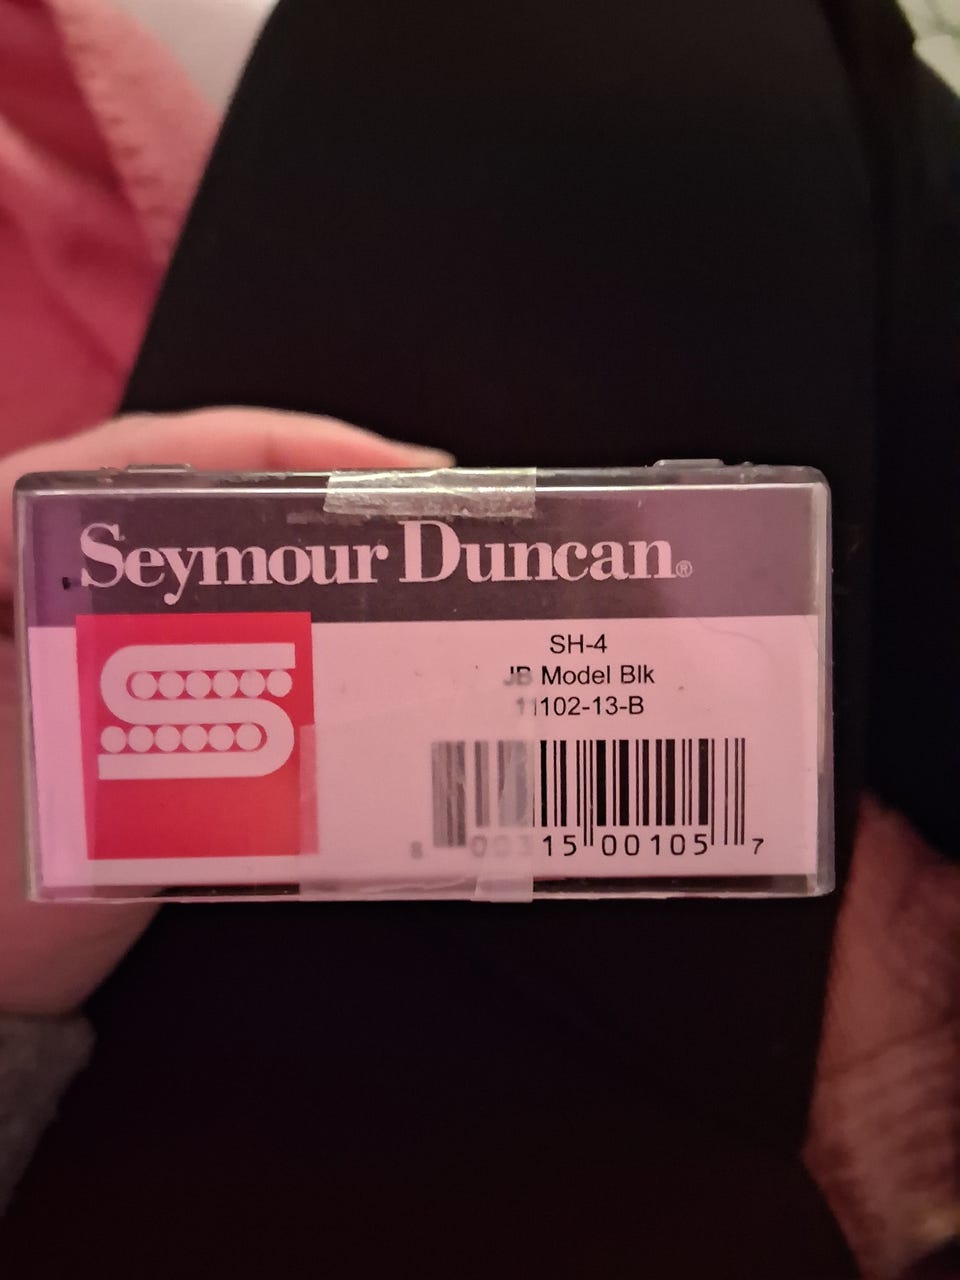 Seymour Duncan®
SH-4
JB Model Blk
11102-13-B
8 00315 00105 7